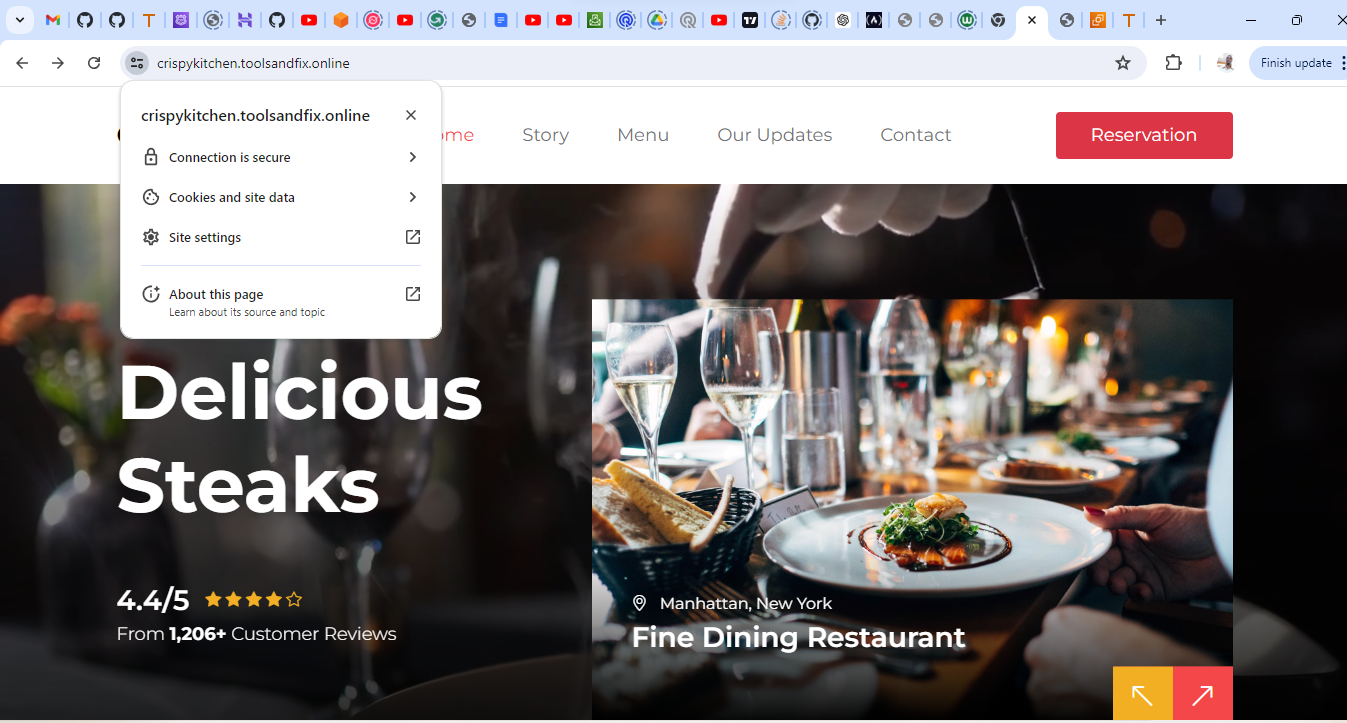 crispykitchen.toolsandfix.online
Finish update
crispykitchen.toolsandfix.online
Connection is secure
Cookies and site data
Site settings
About this page
Learn about its source and topic
ome
Story
Menu
Our Updates
Contact
Reservation
Delicious
Steaks
4.4/5
From 1,206+ Customer Reviews
Manhattan, New York
Fine Dining Restaurant